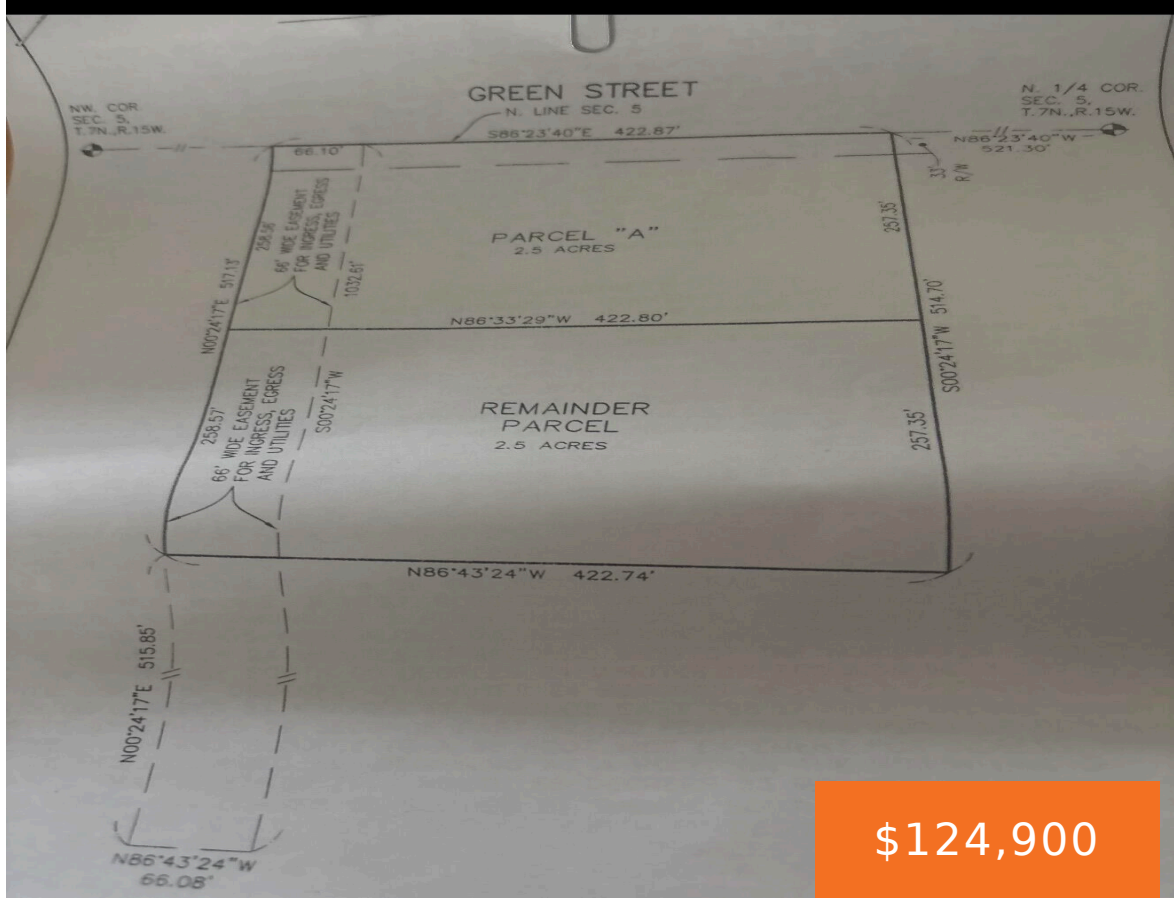 GREEN STREET
N. LINE SEC. 5
S86°23'40"E 422.87'
NW. COR.
SEC. 5,
T.7N.,R.15W.
N. 1/4 COR.
SEC. 5,
T.7N.,R.15W.
N86°23'40"W
521.30'
66.10'
33'
R/W
258.56'
66' WIDE EASEMENT
FOR INGRESS, EGRESS
AND UTILITIES
1032.61'
PARCEL "A"
2.5 ACRES
257.35'
N00°24'17"E 517.13'
N86°33'29"W 422.80'
S00°24'17"W 514.70'
258.57'
66' WIDE EASEMENT
FOR INGRESS, EGRESS
AND UTILITIES
S00°24'17"W
REMAINDER
PARCEL
2.5 ACRES
257.35'
N86°43'24"W 422.74'
N00°24'17"E 515.85'
N86°43'24"W
66.08'
$124,900